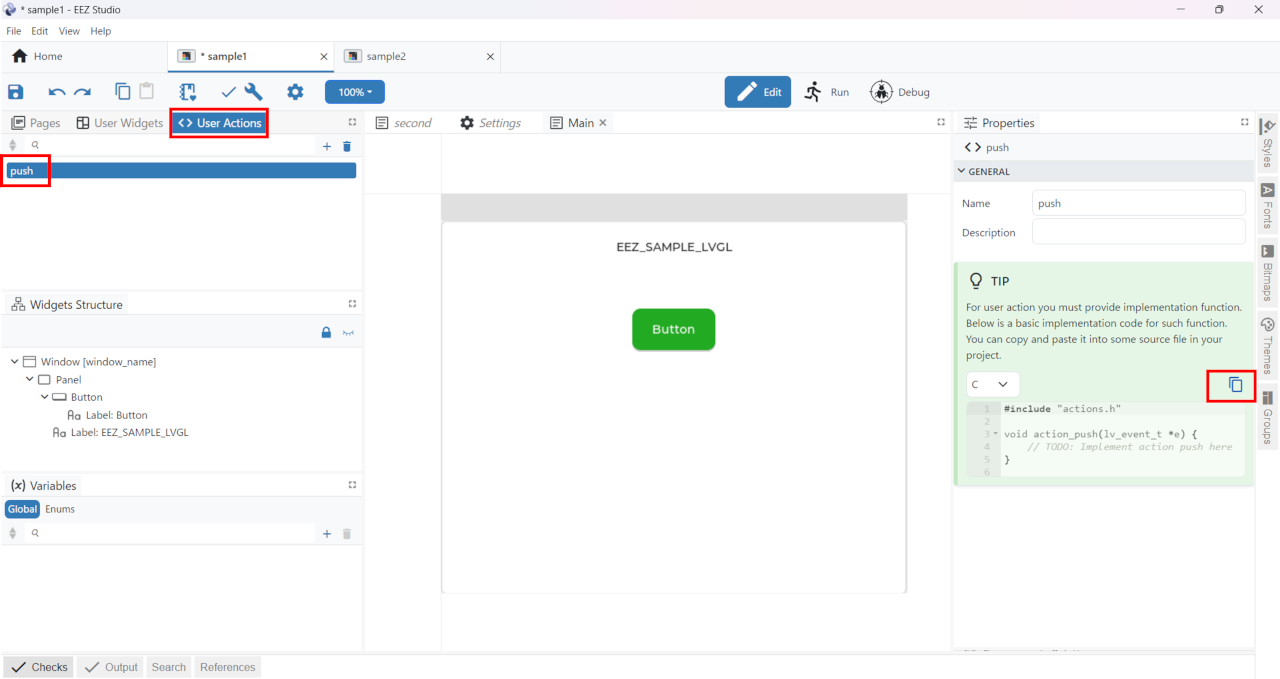 * sample1 - EEZ Studio
File Edit View Help
Home * sample1 sample2
100% Edit Run Debug
Pages User Widgets User Actions
push
Widgets Structure
Window [window_name]
Panel
Button
Aa Label: Button
Aa Label: EEZ_SAMPLE_LVGL
(x) Variables
Global Enums
Checks Output Search References
second Settings Main
EEZ_SAMPLE_LVGL
Button
Properties
push
GENERAL
Name push
Description
TIP
For user action you must provide implementation function.
Below is a basic implementation code for such function.
You can copy and paste it into some source file in your
project.
C
1 #include "actions.h"
2
3 void action_push(lv_event_t *e) {
4 // TODO: Implement action push here
5 }
6
Styles
Fonts
Bitmaps
Themes
Groups